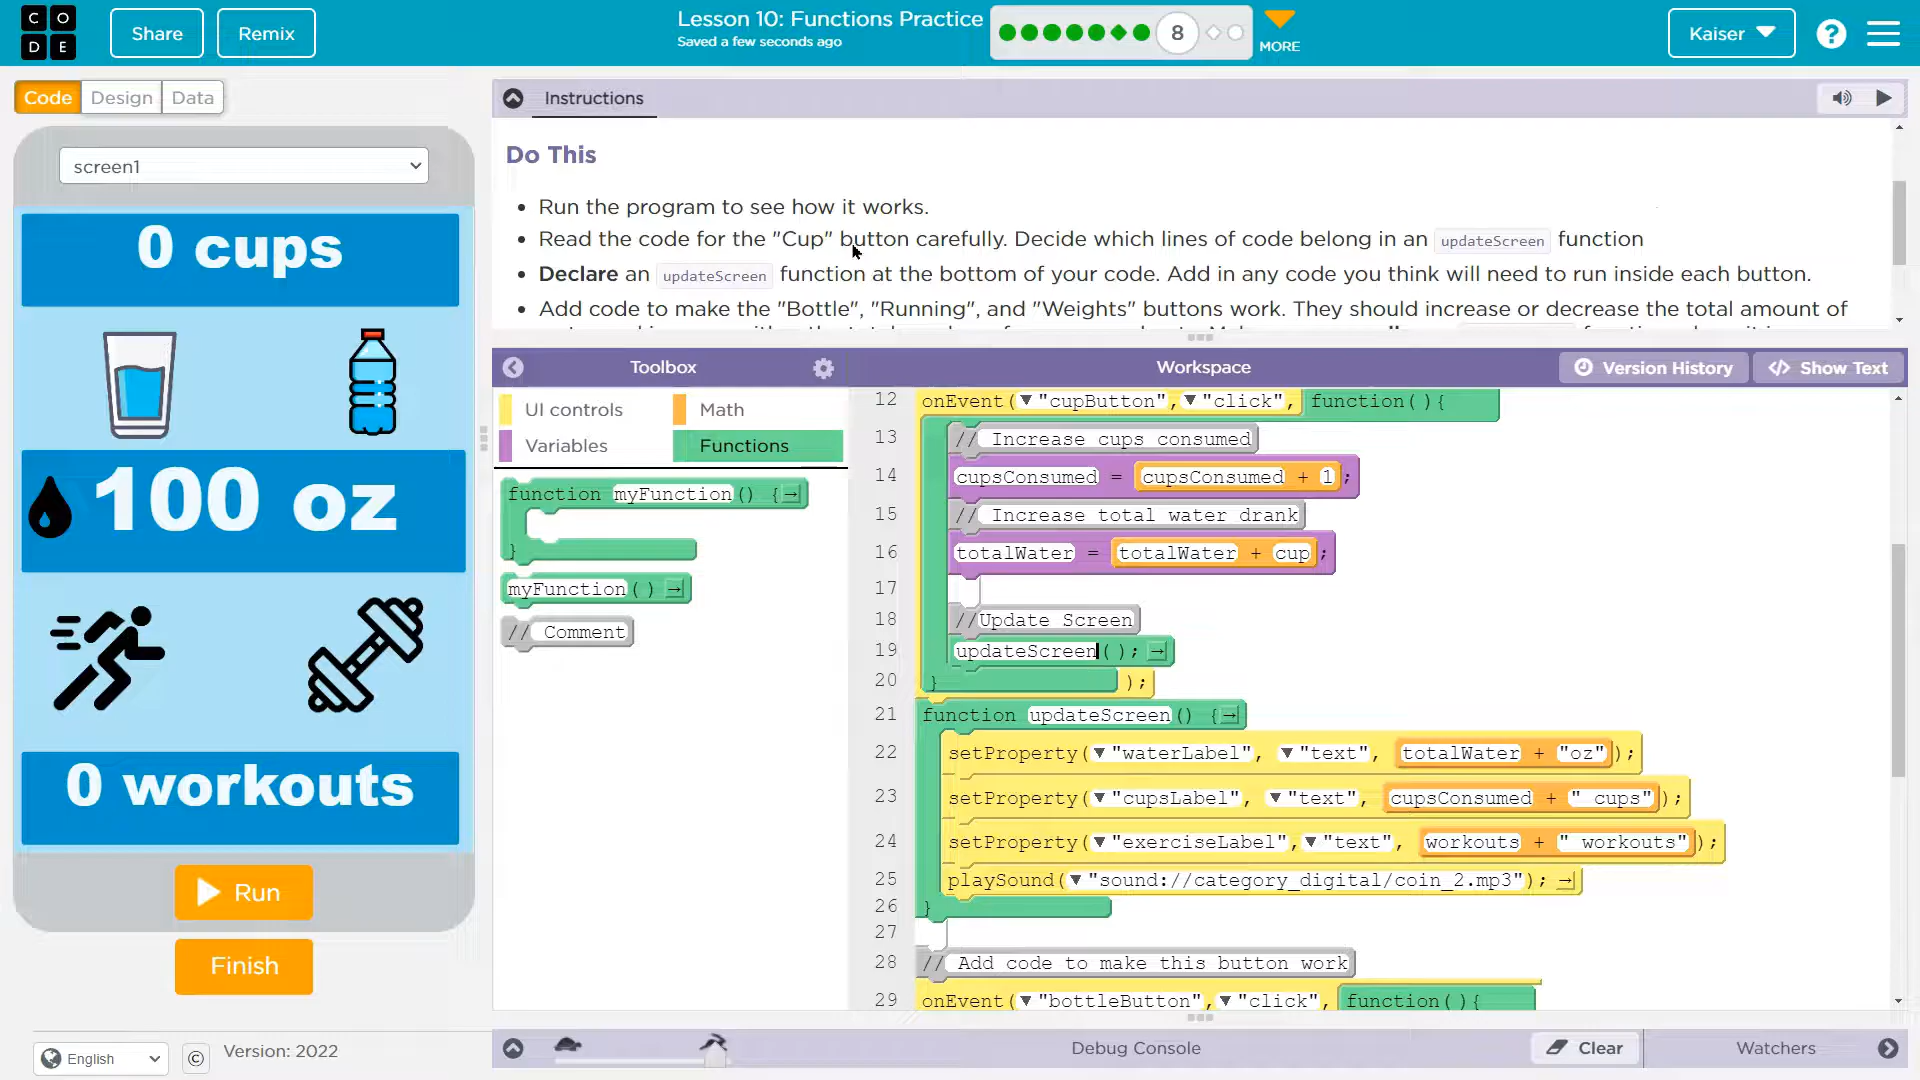 C O
D E
Share
Remix
Lesson 10: Functions Practice
Saved a few seconds ago
8
MORE
Kaiser
?
Code
Design
Data
Instructions
screen1
Do This
Run the program to see how it works.
Read the code for the "Cup" button carefully. Decide which lines of code belong in an updateScreen function
Declare an updateScreen function at the bottom of your code. Add in any code you think will need to run inside each button.
Add code to make the "Bottle", "Running", and "Weights" buttons work. They should increase or decrease the total amount of
0 cups
100 oz
0 workouts
Run
Finish
Toolbox
Workspace
Version History
</> Show Text
UI controls
Math
Variables
Functions
function myFunction() {→
}
myFunction() →
// Comment
12 onEvent(▼"cupButton",▼"click", function(){
13 // Increase cups consumed
14 cupsConsumed = cupsConsumed + 1;
15 // Increase total water drank
16 totalWater = totalWater + cup;
17
18 //Update Screen
19 updateScreen(); →
20 } );
21 function updateScreen() {→
22 setProperty(▼"waterLabel", ▼"text", totalWater + "oz");
23 setProperty(▼"cupsLabel", ▼"text", cupsConsumed + " cups");
24 setProperty(▼"exerciseLabel",▼"text", workouts + " workouts");
25 playSound(▼"sound://category_digital/coin_2.mp3"); →
26 }
27
28 // Add code to make this button work
29 onEvent(▼"bottleButton",▼"click", function(){
English
©
Version: 2022
Debug Console
Clear
Watchers